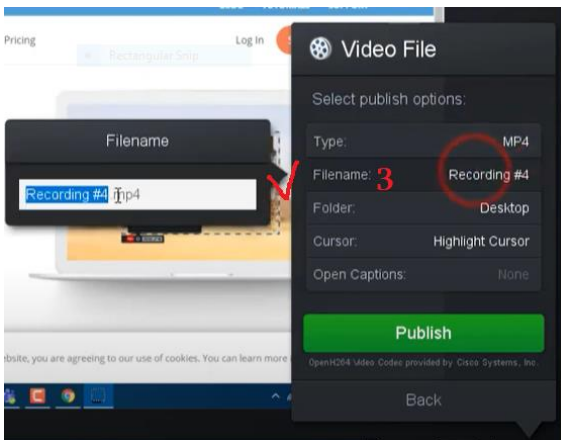 Pricing
Log In
Rectangular Snip
Video File
Select publish options:
Type: MP4
Filename: 3 Recording #4
Folder: Desktop
Cursor: Highlight Cursor
Open Captions: None
Publish
OpenH264 Video Codec provided by Cisco Systems, Inc.
Back
Filename
Recording #4 .mp4
ebsite, you are agreeing to our use of cookies. You can learn more